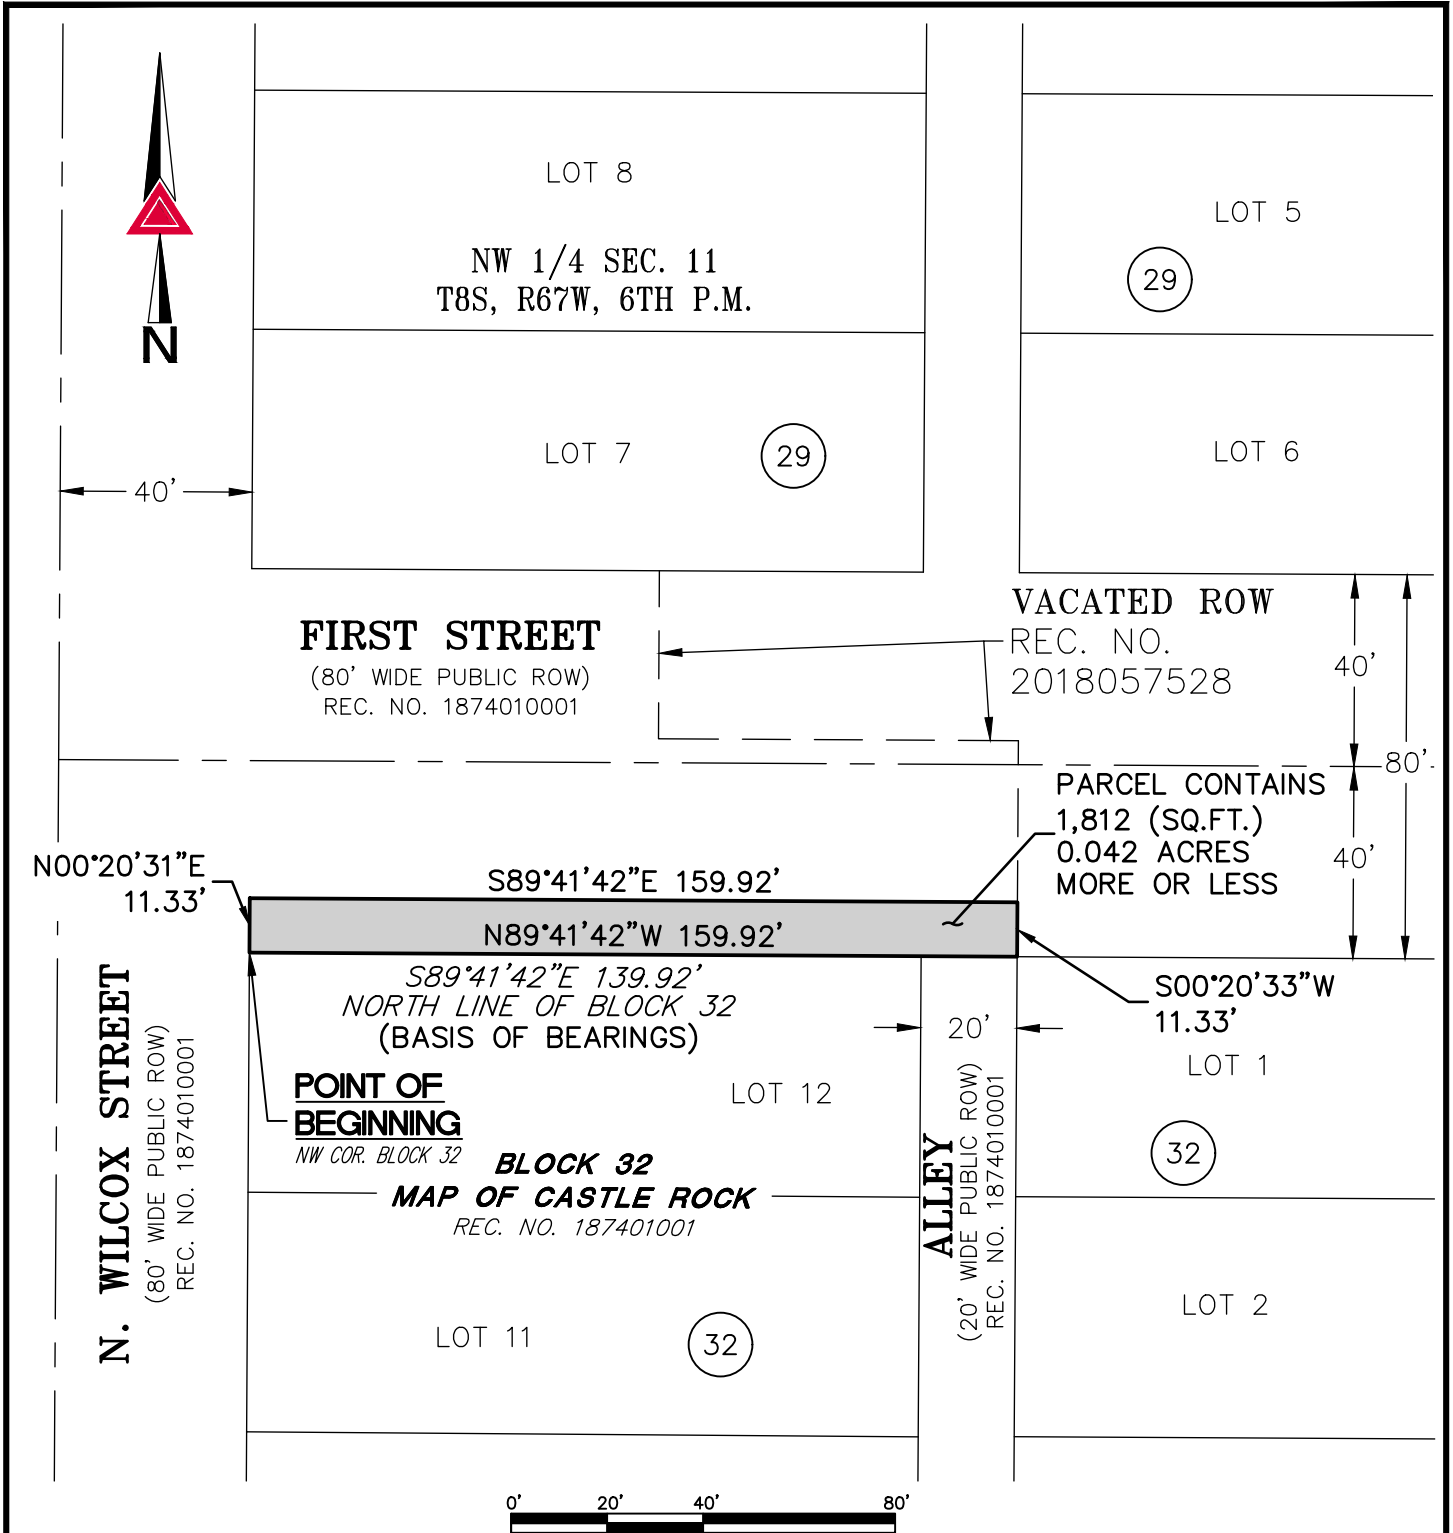 LOT 8
LOT 5
NW 1/4 SEC. 11
T8S, R67W, 6TH P.M.
29
N
LOT 7
29
LOT 6
40'
FIRST STREET
(80' WIDE PUBLIC ROW)
REC. NO. 1874010001
VACATED ROW
REC. NO.
2018057528
40'
80'
40'
PARCEL CONTAINS
1,812 (SQ.FT.)
0.042 ACRES
MORE OR LESS
N00°20'31"E
11.33'
S89°41'42"E 159.92'
N89°41'42"W 159.92'
S89°41'42"E 139.92'
NORTH LINE OF BLOCK 32
(BASIS OF BEARINGS)
S00°20'33"W
11.33'
20'
LOT 1
POINT OF
BEGINNING
NW COR. BLOCK 32
LOT 12
32
BLOCK 32
MAP OF CASTLE ROCK
REC. NO. 187401001
N. WILCOX STREET
(80' WIDE PUBLIC ROW)
REC. NO. 1874010001
ALLEY
(20' WIDE PUBLIC ROW)
REC. NO. 1874010001
LOT 2
LOT 11
32
0' 20' 40' 80'